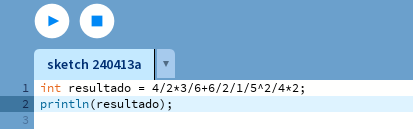 sketch 240413a
1 int resultado = 4/2*3/6+6/2/1/5^2/4*2;
2 println(resultado);
3